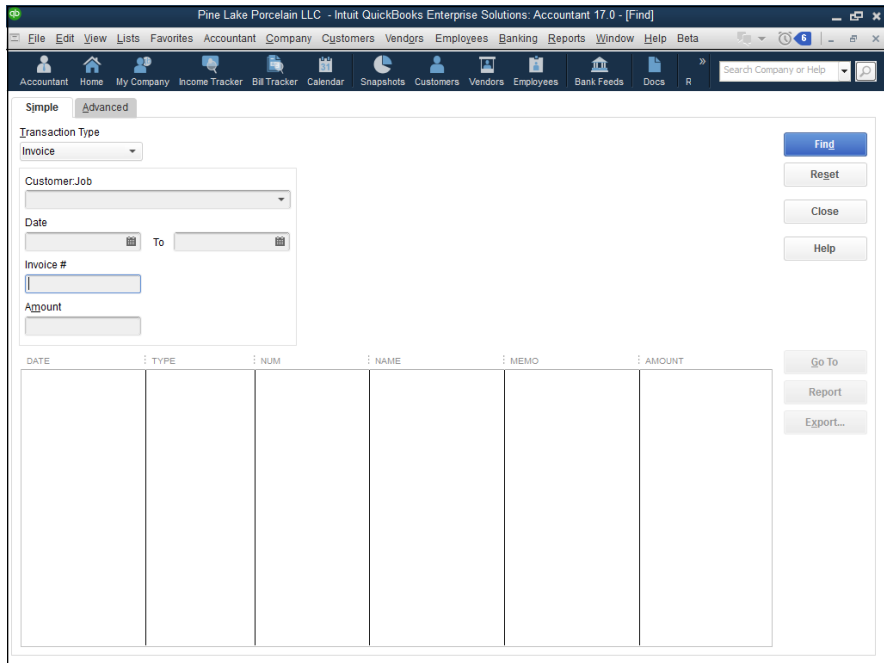 qb Pine Lake Porcelain LLC - Intuit QuickBooks Enterprise Solutions: Accountant 17.0 - [Find]
File Edit View Lists Favorites Accountant Company Customers Vendors Employees Banking Reports Window Help Beta 6
31
Accountant Home My Company Income Tracker Bill Tracker Calendar Snapshots Customers Vendors Employees Bank Feeds Docs R » Search Company or Help
Simple Advanced
Transaction Type
Invoice
Find
Customer:Job
Reset
Close
Date
To
Help
Invoice #
Amount
DATE TYPE NUM NAME MEMO AMOUNT
Go To
Report
Export...